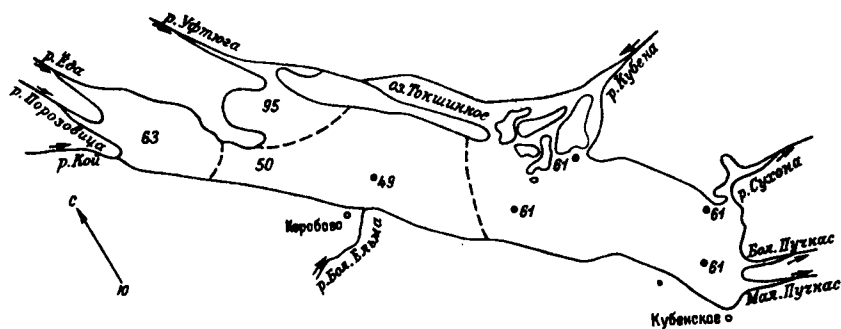 р. Уфтюга
р. Ёда
р. Порозовица
р. Кой
63
95
50
оз. Токшинкое
р. Кубена
49
61
61
61
61
р. Сухона
С
Ю
Коробово
р. Бол. Ельма
Бол. Пучкас
Мал. Пучкас
Кубенское